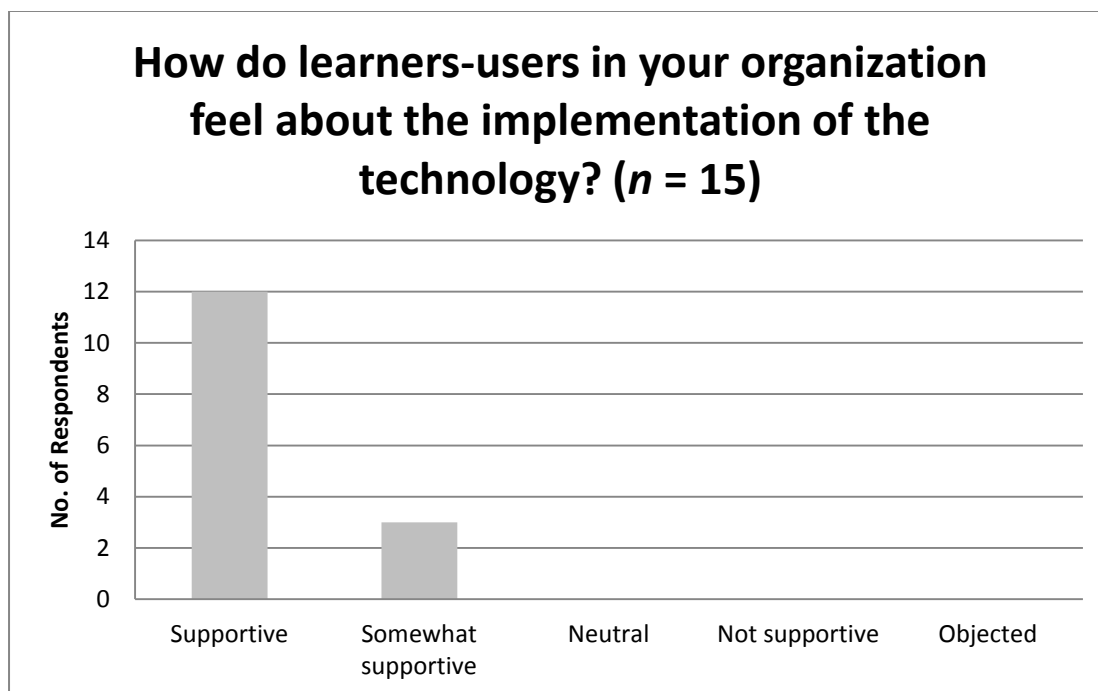 How do learners-users in your organization
feel about the implementation of the
technology? (n = 15)
14
12
10
8
6
4
2
0
No. of Respondents
Supportive
Somewhat
supportive
Neutral
Not supportive
Objected